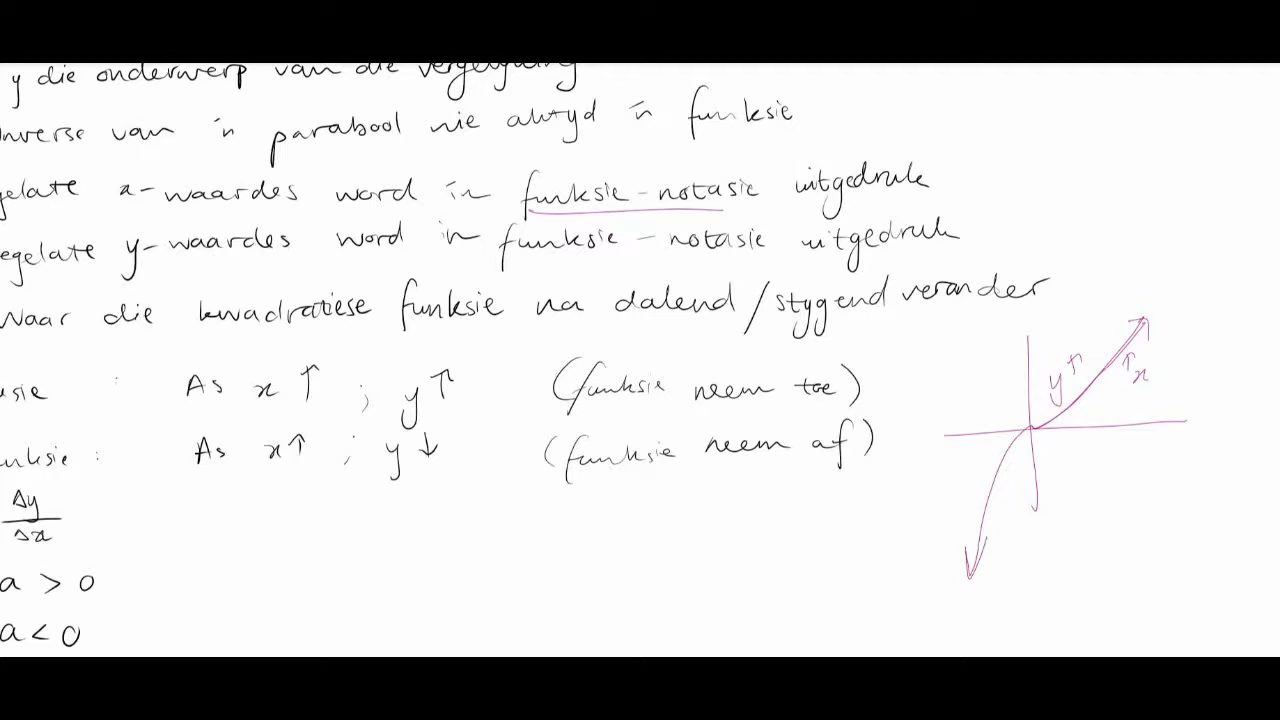 y die onderwerp van die vergelyking
inverse van 'n parabool nie altyd 'n funksie
gelate x-waardes word in funksie-notasie uitgedruk
egelate y-waardes word in funksie-notasie uitgedruk
Waar die kwadratiese funksie na dalend/stygend verander
ksie : As x ↑ ; y ↑ (funksie neem toe)
unksie : As x ↑ ; y ↓ (funksie neem af)
Δy
Δx
a > 0
a < 0
y ↑
↑ x